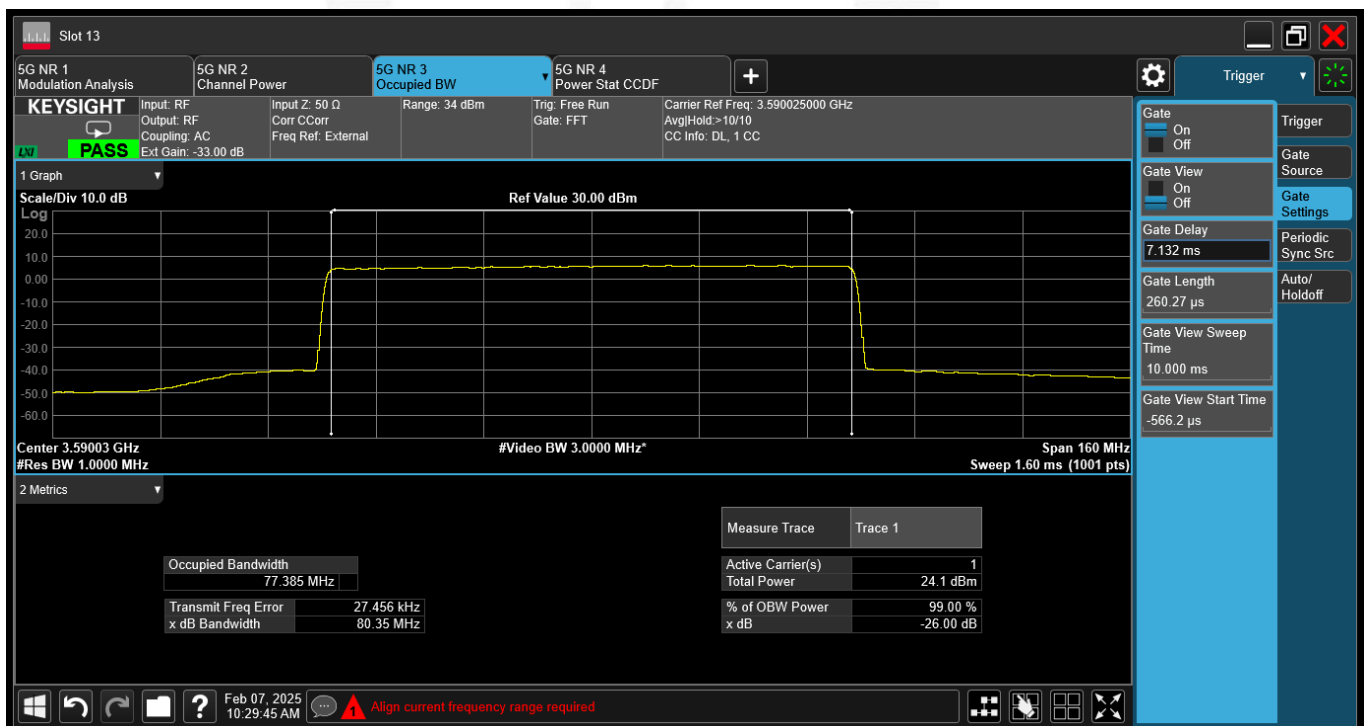 Slot 13
5G NR 1
Modulation Analysis
5G NR 2
Channel Power
5G NR 3
Occupied BW
5G NR 4
Power Stat CCDF
Trigger
KEYSIGHT
LXI
PASS
Input: RF
Output: RF
Coupling: AC
Ext Gain: -33.00 dB
Input Z: 50 Ω
Corr CCorr
Freq Ref: External
Range: 34 dBm
Trig: Free Run
Gate: FFT
Carrier Ref Freq: 3.590025000 GHz
Avg|Hold:>10/10
CC Info: DL, 1 CC
1 Graph
Scale/Div 10.0 dB
Ref Value 30.00 dBm
Log
20.0
10.0
0.00
-10.0
-20.0
-30.0
-40.0
-50.0
-60.0
Center 3.59003 GHz
#Video BW 3.0000 MHz*
Span 160 MHz
#Res BW 1.0000 MHz
Sweep 1.60 ms (1001 pts)
2 Metrics
Measure Trace Trace 1
Occupied Bandwidth
77.385 MHz
Transmit Freq Error 27.456 kHz
x dB Bandwidth 80.35 MHz
Active Carrier(s) 1
Total Power 24.1 dBm
% of OBW Power 99.00 %
x dB -26.00 dB
Gate
On
Off
Gate View
On
Off
Gate Delay
7.132 ms
Gate Length
260.27 µs
Gate View Sweep
Time
10.000 ms
Gate View Start Time
-566.2 µs
Trigger
Gate
Source
Gate
Settings
Periodic
Sync Src
Auto/
Holdoff
?
Feb 07, 2025
10:29:45 AM
1
Align current frequency range required